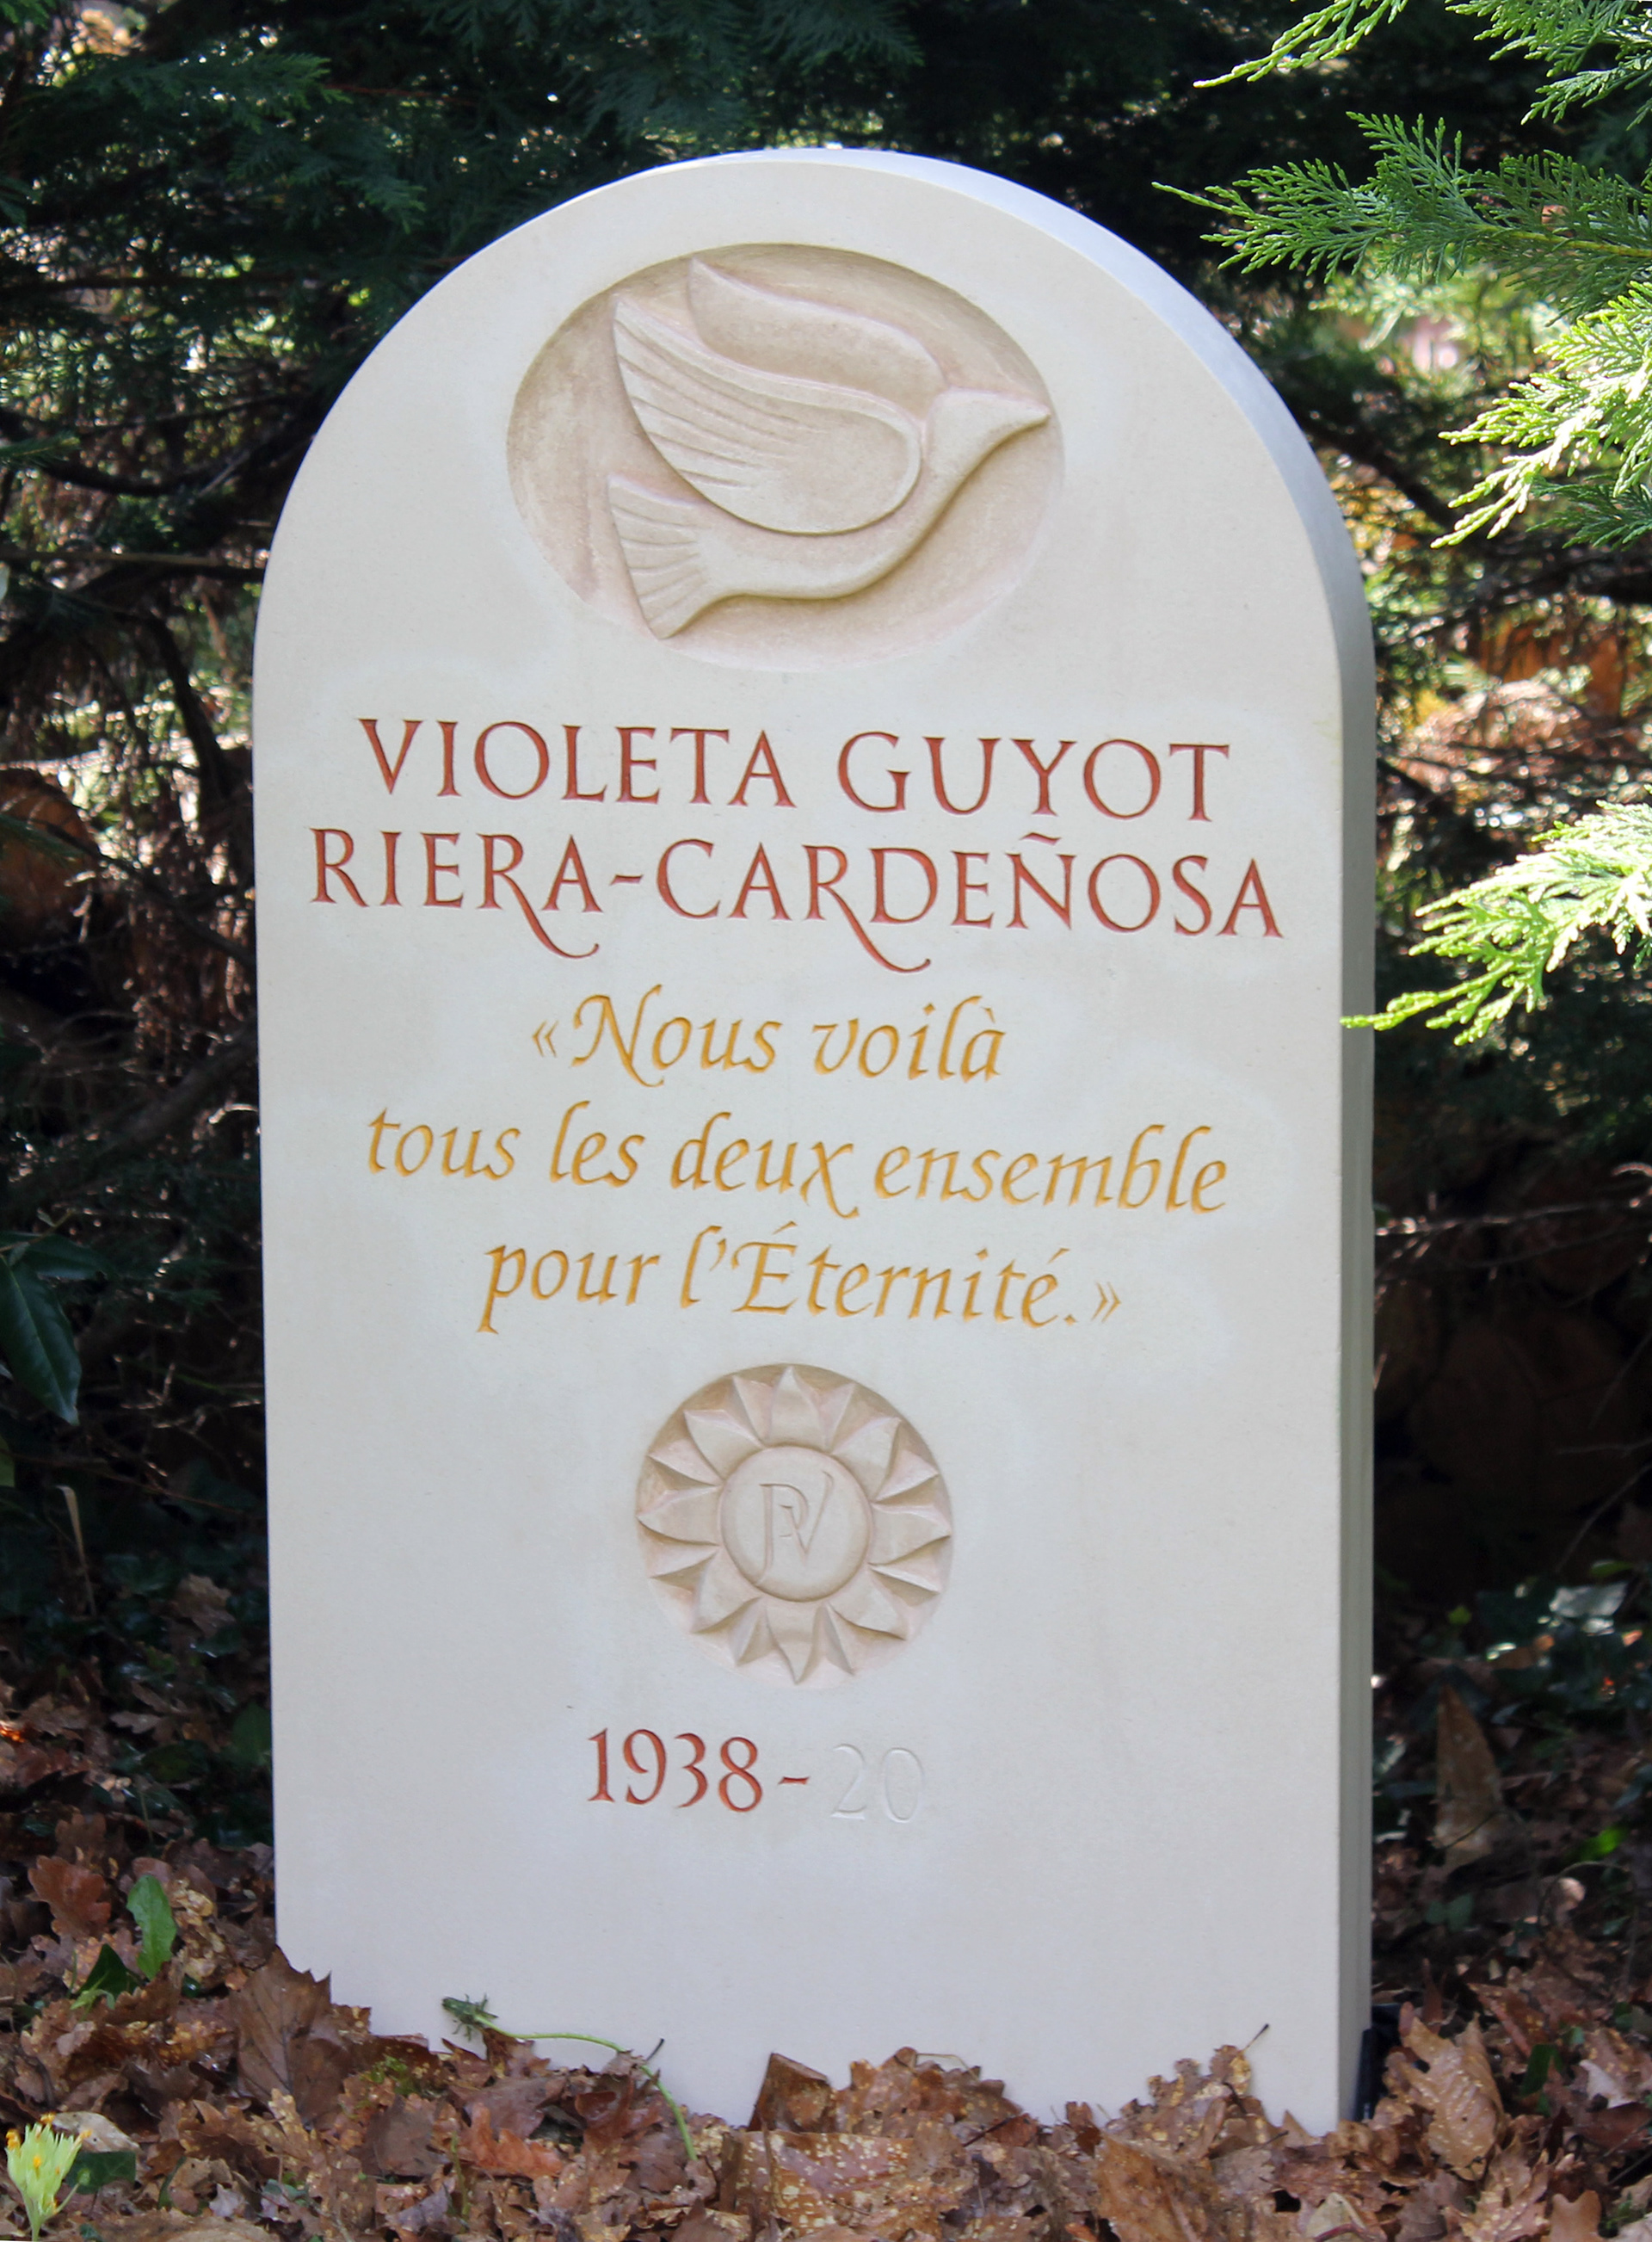 VIOLETA GUYOT
RIERA-CARDEÑOSA
«Nous voilà
tous les deux ensemble
pour l'Éternité.»
PV
1938-20